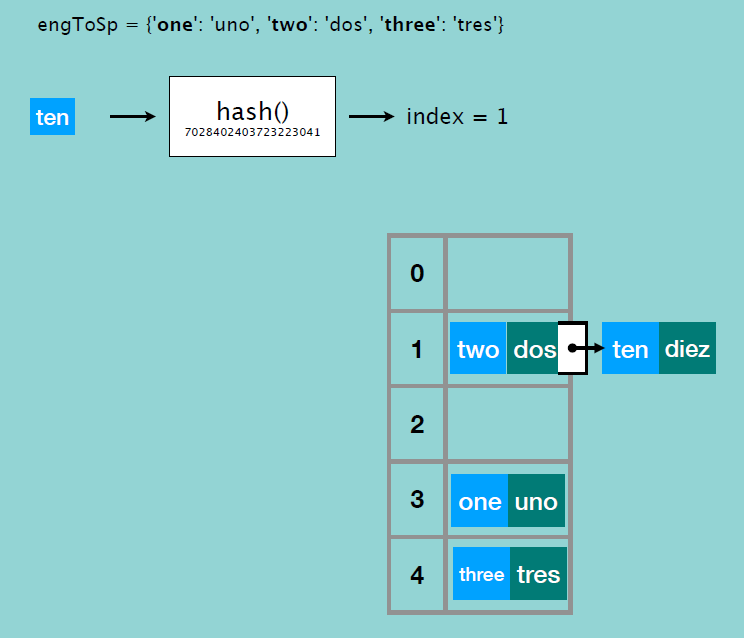 engToSp = {'one': 'uno', 'two': 'dos', 'three': 'tres'}
ten
hash()
7028402403723223041
index = 1
0
1 two dos ten diez
2
3 one uno
4 three tres